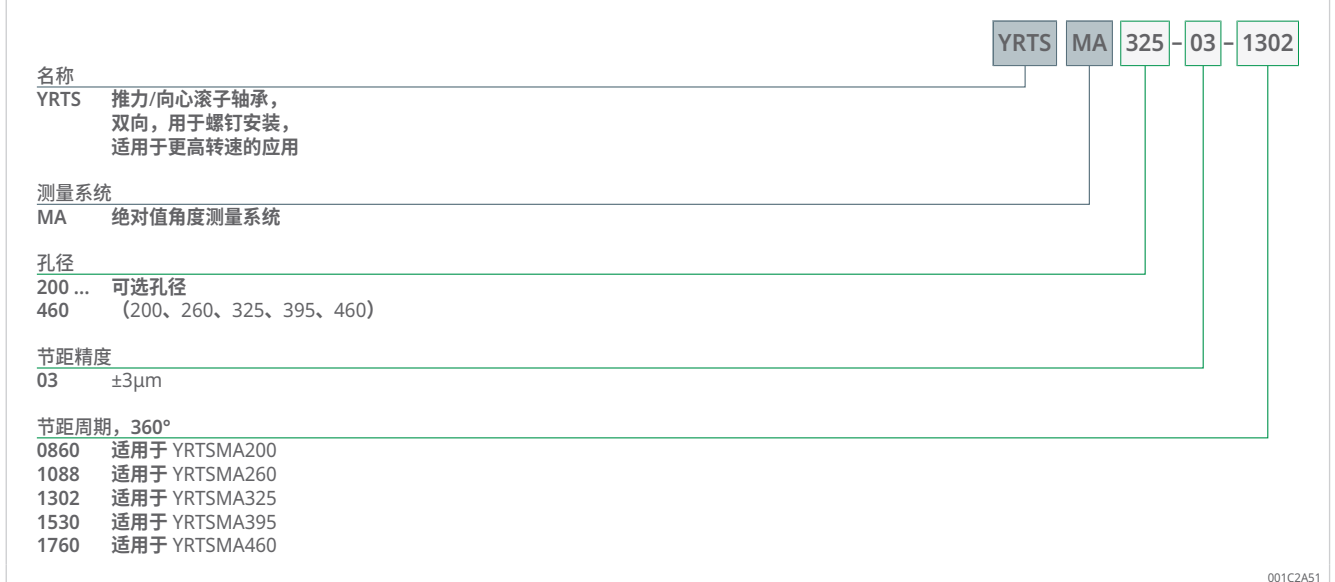 YRTS MA 325-03-1302
名称
YRTS 推力/向心滚子轴承，
双向，用于螺钉安装，
适用于更高转速的应用
测量系统
MA 绝对值角度测量系统
孔径
200 ... 可选孔径
460 （200、260、325、395、460）
节距精度
03 ±3μm
节距周期，360°
0860 适用于 YRTSMA200
1088 适用于 YRTSMA260
1302 适用于 YRTSMA325
1530 适用于 YRTSMA395
1760 适用于 YRTSMA460
001C2A51